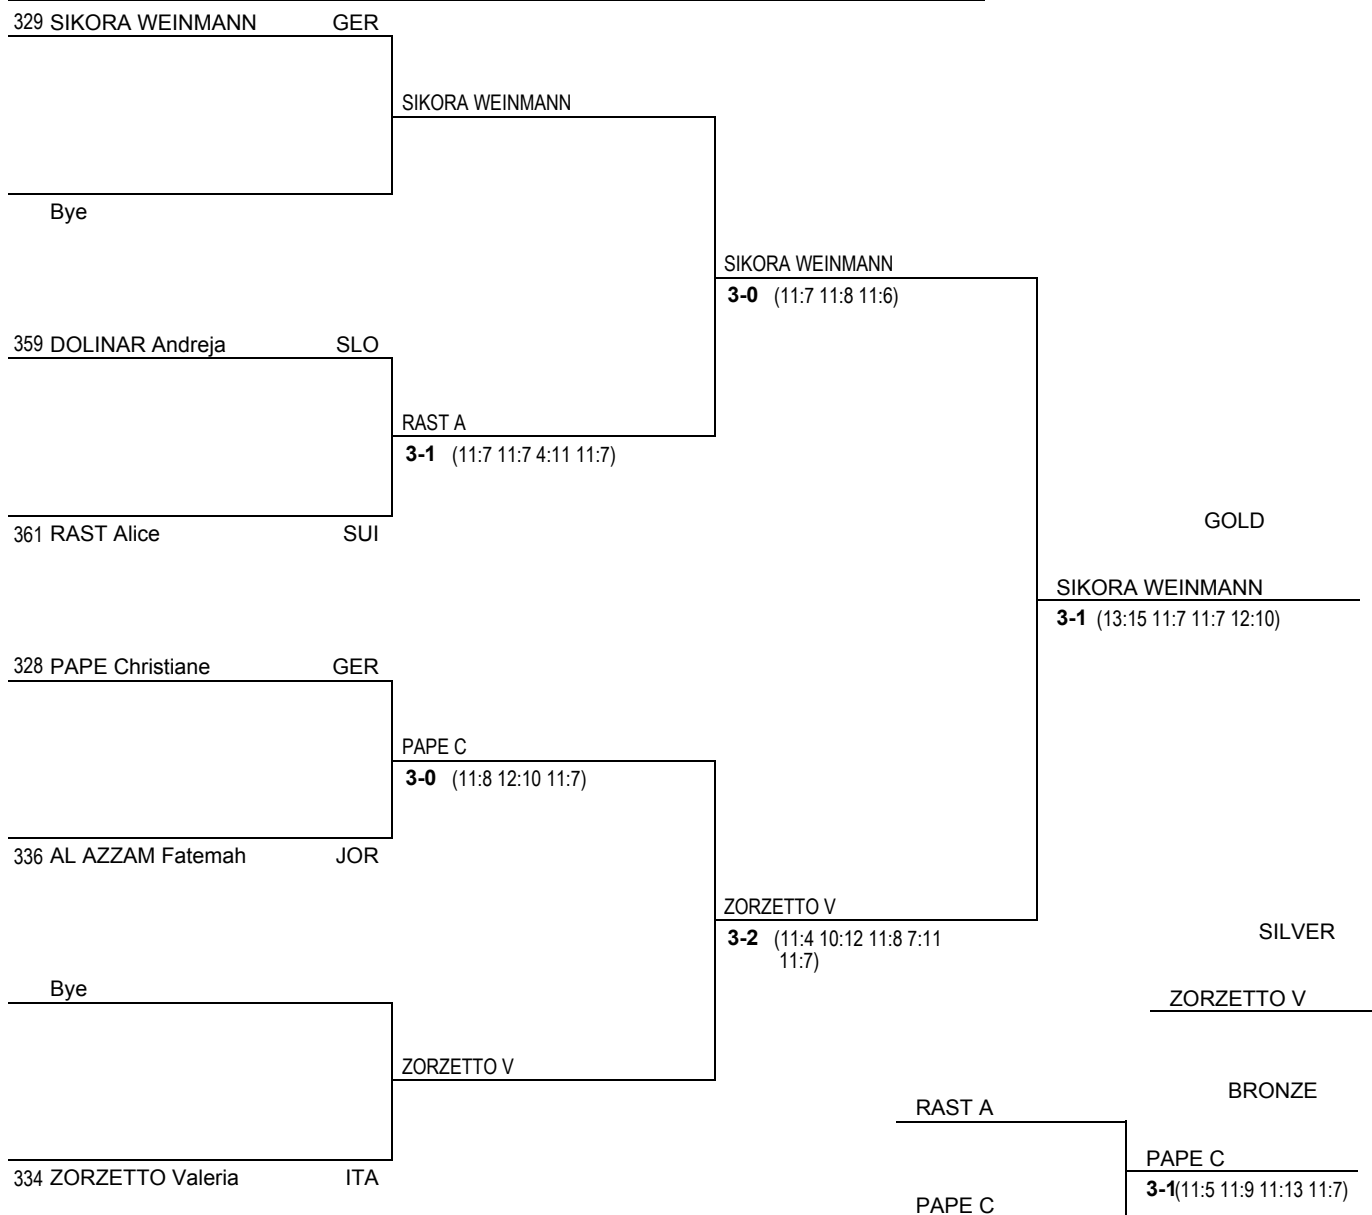 329 SIKORA WEINMANN GER
SIKORA WEINMANN
Bye
SIKORA WEINMANN
3-0 (11:7 11:8 11:6)
359 DOLINAR Andreja SLO
RAST A
3-1 (11:7 11:7 4:11 11:7)
361 RAST Alice SUI
GOLD
SIKORA WEINMANN
3-1 (13:15 11:7 11:7 12:10)
328 PAPE Christiane GER
PAPE C
3-0 (11:8 12:10 11:7)
336 AL AZZAM Fatemah JOR
ZORZETTO V
3-2 (11:4 10:12 11:8 7:11
11:7)
SILVER
Bye
ZORZETTO V
ZORZETTO V
BRONZE
RAST A
PAPE C
3-1(11:5 11:9 11:13 11:7)
334 ZORZETTO Valeria ITA
PAPE C